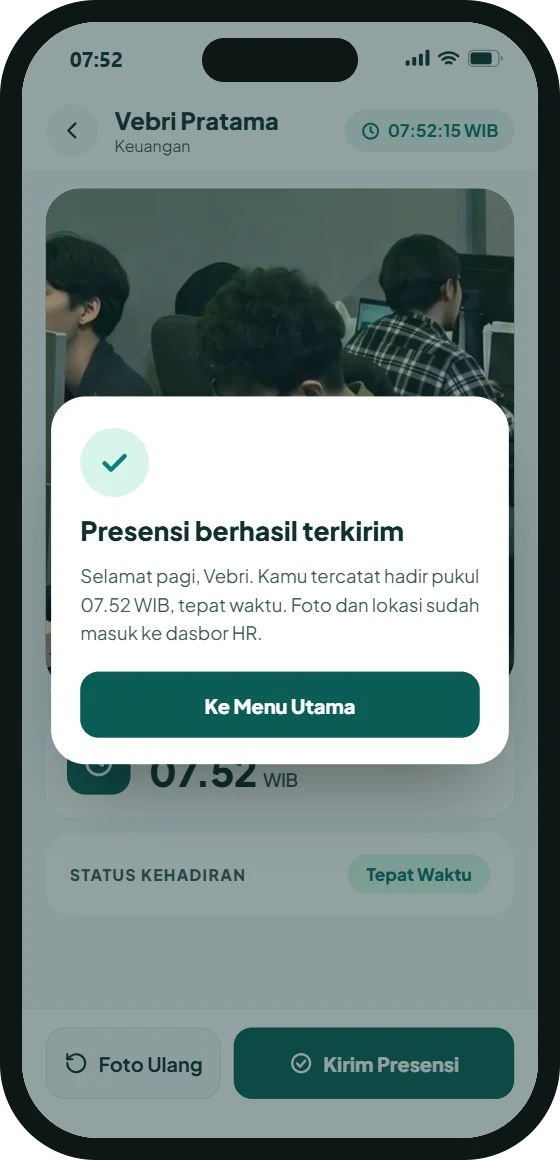 07:52
Vebri Pratama
Keuangan
07:52:15 WIB
Presensi berhasil terkirim
Selamat pagi, Vebri. Kamu tercatat hadir pukul
07.52 WIB, tepat waktu. Foto dan lokasi sudah
masuk ke dasbor HR.
Ke Menu Utama
07.52 WIB
STATUS KEHADIRAN
Tepat Waktu
Foto Ulang
Kirim Presensi